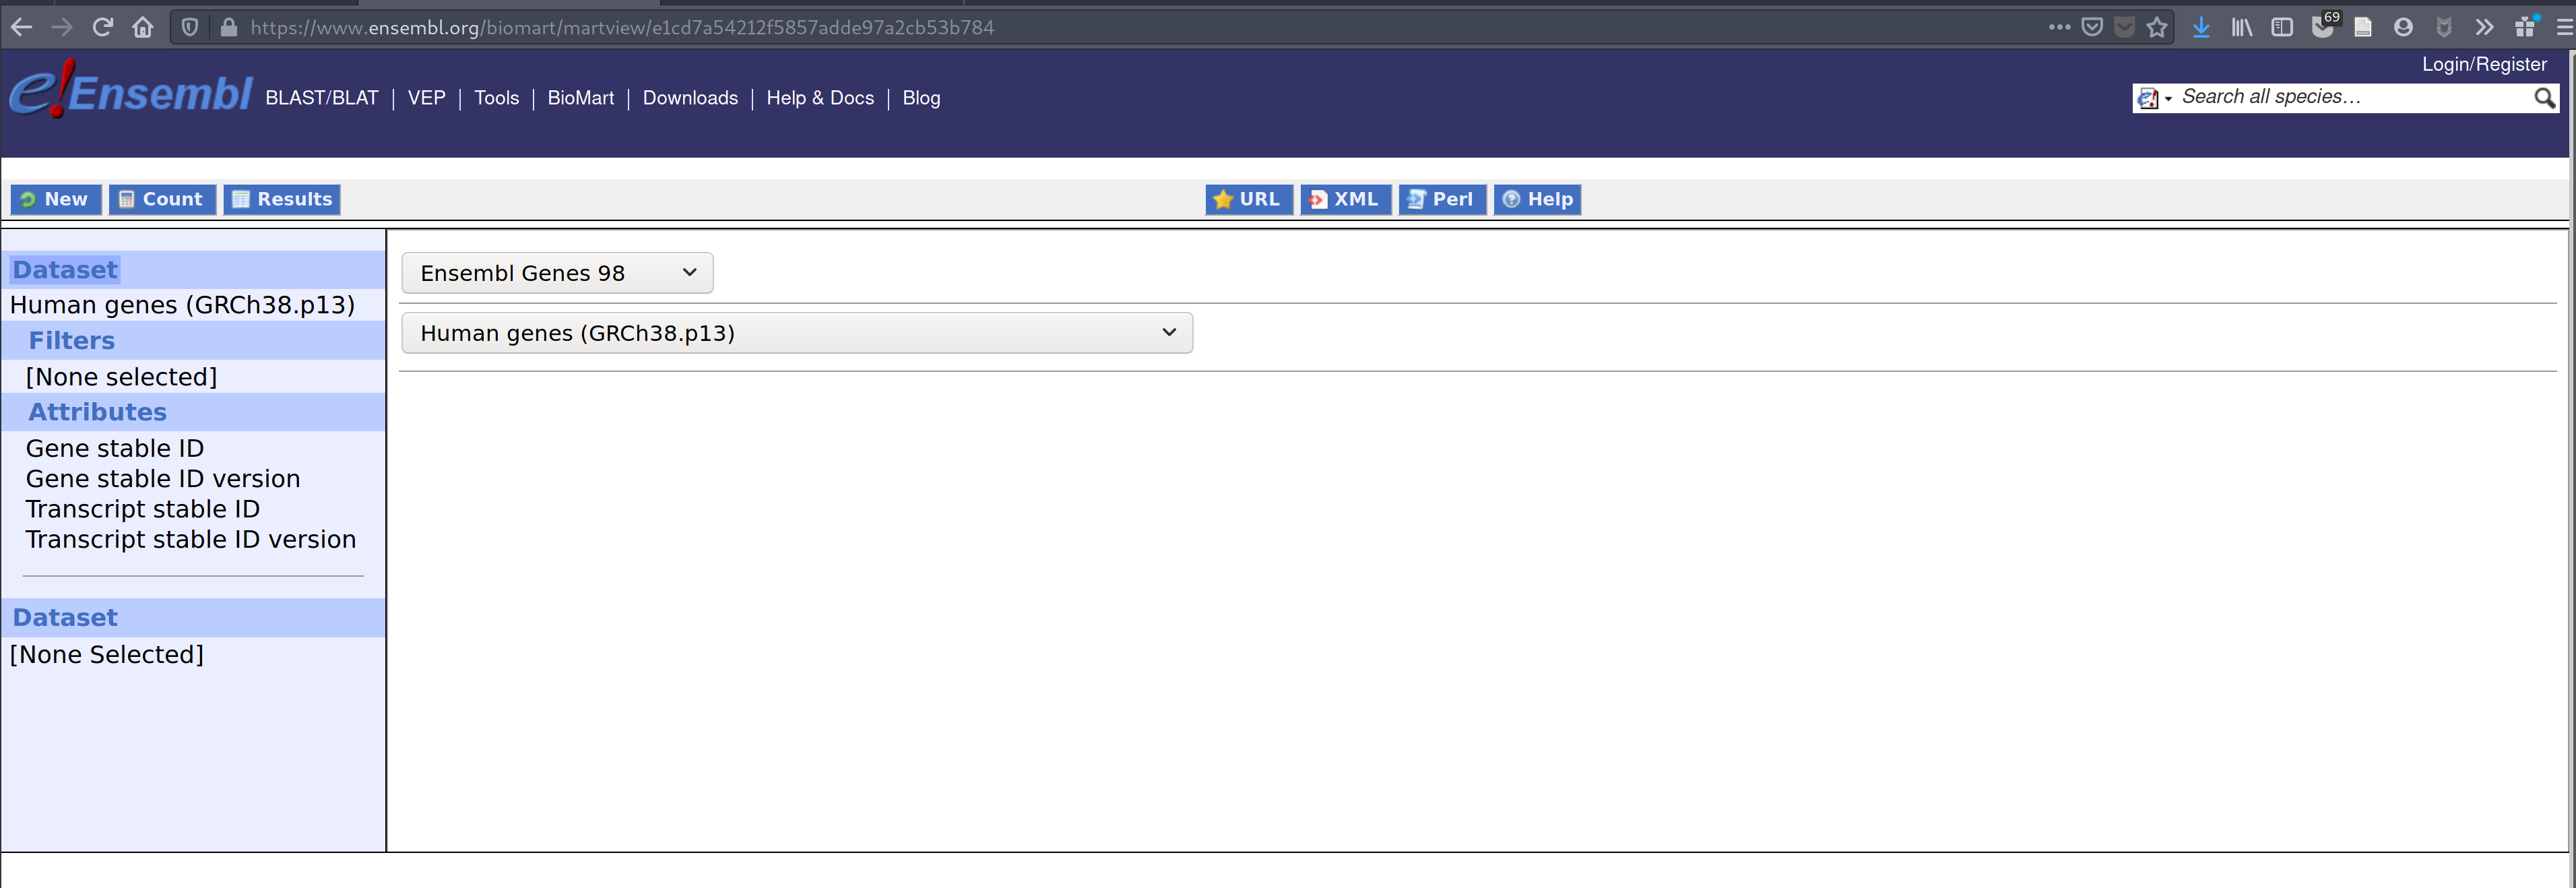 https://www.ensembl.org/biomart/martview/e1cd7a54212f5857adde97a2cb53b784
69
Login/Register
e!Ensembl BLAST/BLAT | VEP | Tools | BioMart | Downloads | Help & Docs | Blog
e! Search all species...
New Count Results URL XML Perl Help
Dataset
Human genes (GRCh38.p13)
Filters
[None selected]
Attributes
Gene stable ID
Gene stable ID version
Transcript stable ID
Transcript stable ID version
Dataset
[None Selected]
Ensembl Genes 98
Human genes (GRCh38.p13)